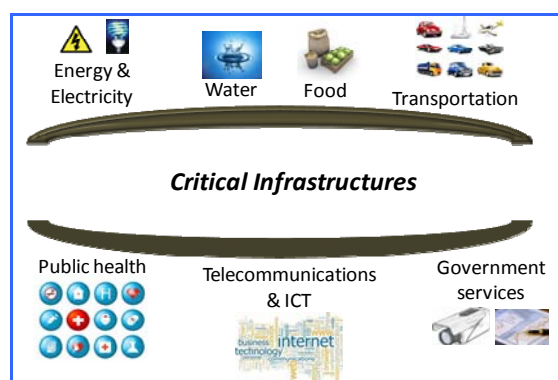 Energy &
Electricity
Water
Food
Transportation
Critical Infrastructures
Public health
Telecommunications
& ICT
Government
services
business
internet
technology